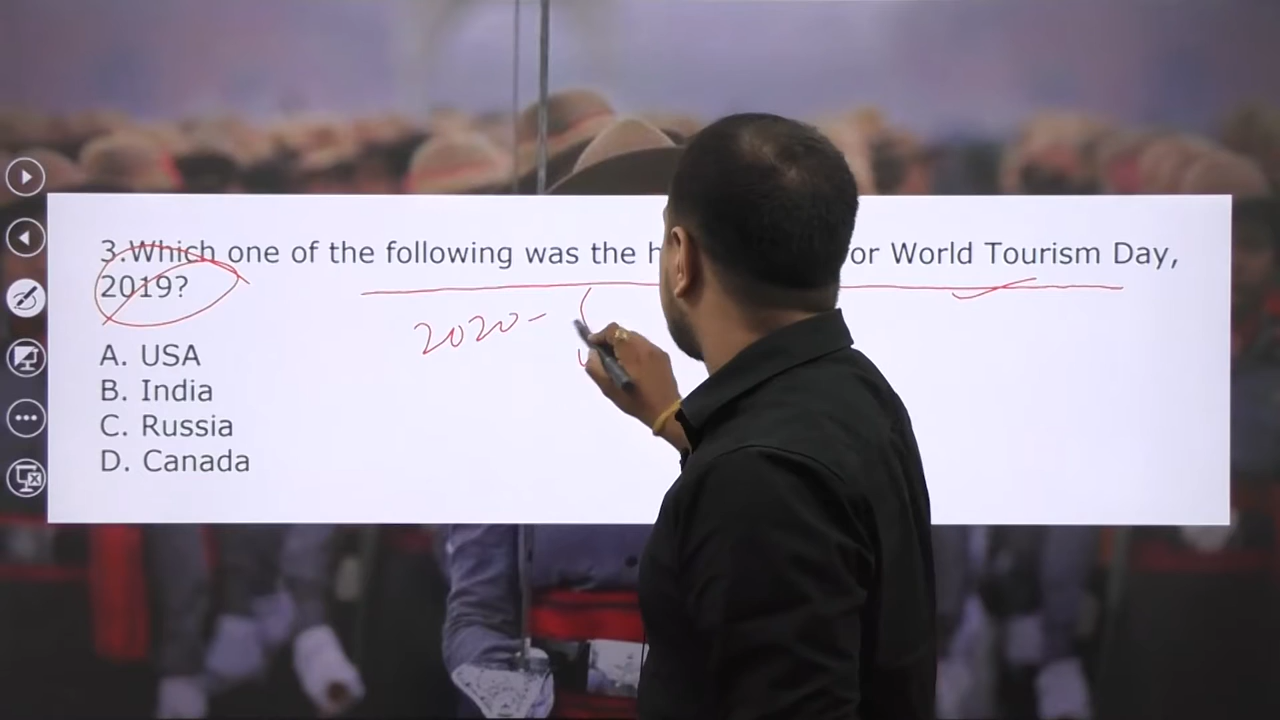 3.Which one of the following was the or World Tourism Day,
2019?
2020-
A. USA
B. India
C. Russia
D. Canada